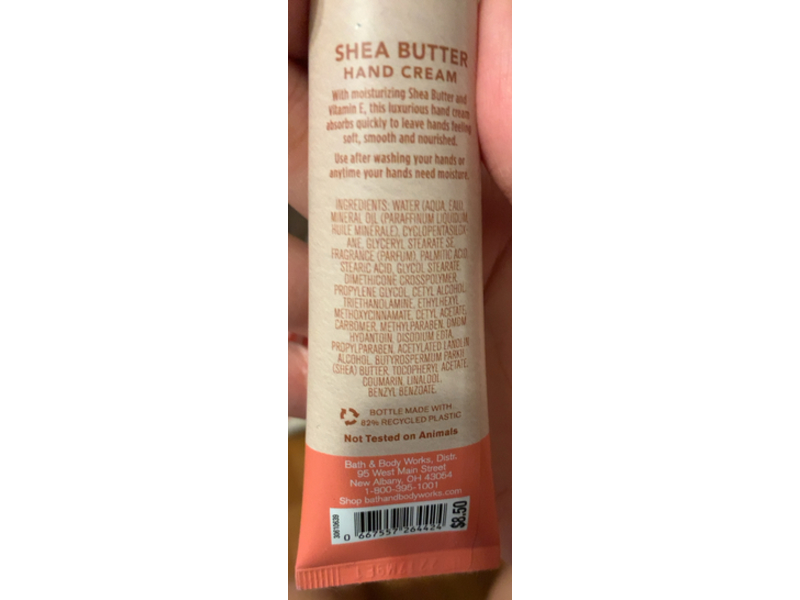 SHEA BUTTER
HAND CREAM
With moisturizing Shea Butter and
Vitamin E, this luxurious hand cream
absorbs quickly to leave hands feeling
soft, smooth and nourished.
Use after washing your hands or
anytime your hands need moisture.
INGREDIENTS: WATER (AQUA, EAU),
MINERAL OIL (PARAFFINUM LIQUIDUM,
HUILE MINERALE), CYCLOPENTASILOX
ANE, GLYCERYL STEARATE SE,
FRAGRANCE (PARFUM), PALMITIC ACID,
STEARIC ACID, GLYCOL STEARATE,
DIMETHICONE CROSSPOLYMER,
PROPYLENE GLYCOL, CETYL ALCOHOL,
TRIETHANOLAMINE, ETHYLHEXYL
METHOXYCINNAMATE, CETYL ACETATE,
CARBOMER, METHYLPARABEN, DMDM
HYDANTOIN, DISODIUM EDTA,
PROPYLPARABEN, ACETYLATED LANOLIN
ALCOHOL, BUTYROSPERMUM PARKII
(SHEA) BUTTER, TOCOPHERYL ACETATE,
COUMARIN, LINALOOL,
BENZYL BENZOATE.
BOTTLE MADE WITH
82% RECYCLED PLASTIC
Not Tested on Animals
Bath & Body Works, Distr.
95 West Main Street
New Albany, OH 43054
1-800-395-1001
Shop bathandbodyworks.com
$8.50
0 667557 264424